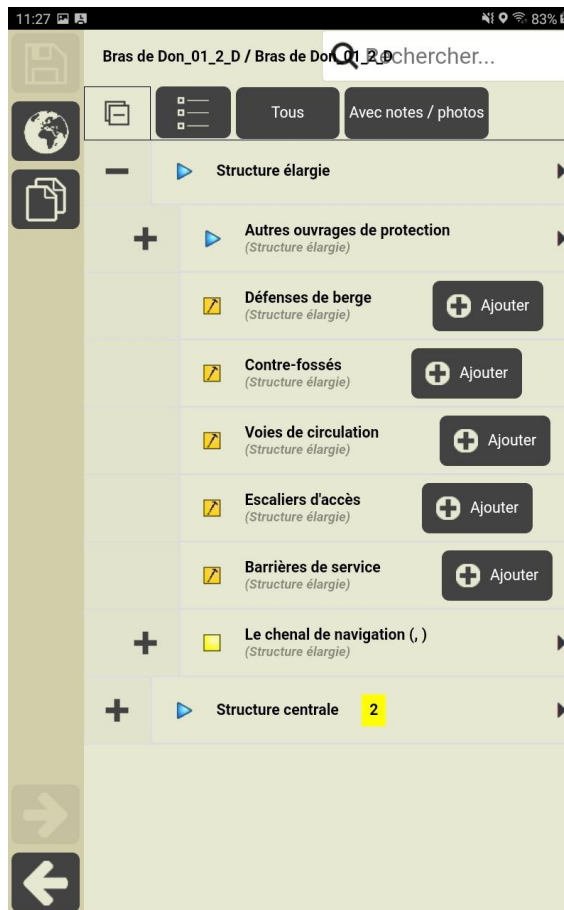 11:27 83%
Bras de Don_01_2_D / Bras de Don_01_2_D Rechercher...
Tous Avec notes / photos
Structure élargie
Autres ouvrages de protection
(Structure élargie)
Défenses de berge
(Structure élargie)
Ajouter
Contre-fossés
(Structure élargie)
Ajouter
Voies de circulation
(Structure élargie)
Ajouter
Escaliers d'accès
(Structure élargie)
Ajouter
Barrières de service
(Structure élargie)
Ajouter
Le chenal de navigation (, )
(Structure élargie)
Structure centrale 2